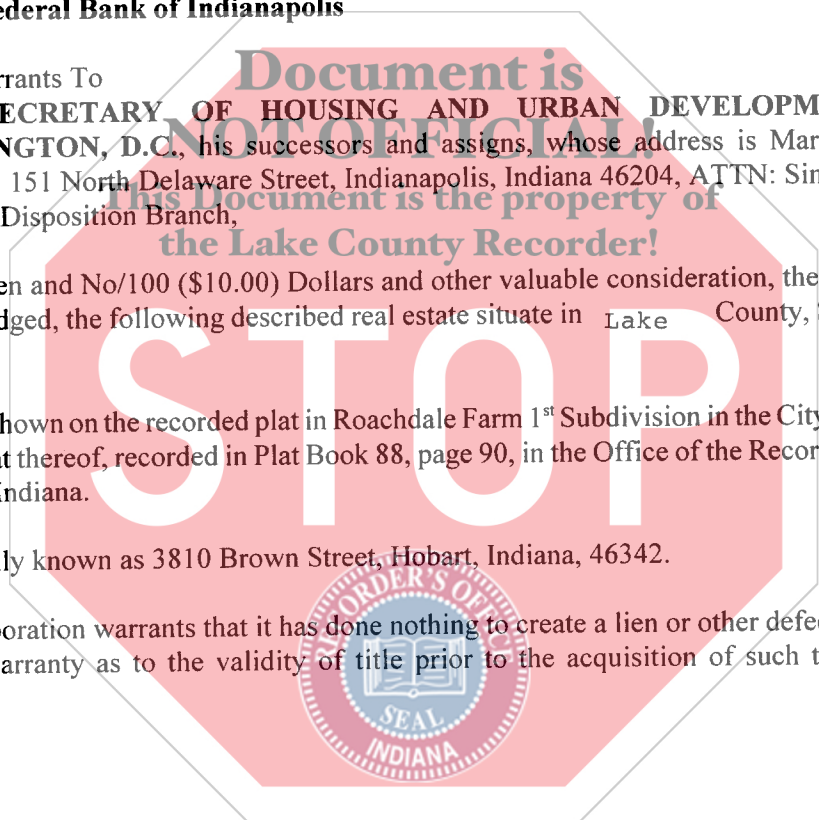 ederal Bank of Indianapolis
rrants To
Document is
ECRETARY OF HOUSING AND URBAN DEVELOPM
NOT OFFICIAL!
NGTON, D.C., his successors and assigns, whose address is Mar
151 North Delaware Street, Indianapolis, Indiana 46204, ATTN: Sin
This Document is the property of
Disposition Branch,
the Lake County Recorder!
en and No/100 ($10.00) Dollars and other valuable consideration, the
dged, the following described real estate situate in Lake County,
STOP
hown on the recorded plat in Roachdale Farm 1st Subdivision in the City
t thereof, recorded in Plat Book 88, page 90, in the Office of the Recor
Indiana.
ly known as 3810 Brown Street, Hobart, Indiana, 46342.
RECORDER'S OFFICE
oration warrants that it has done nothing to create a lien or other defe
arranty as to the validity of title prior to the acquisition of such t
SEAL
INDIANA